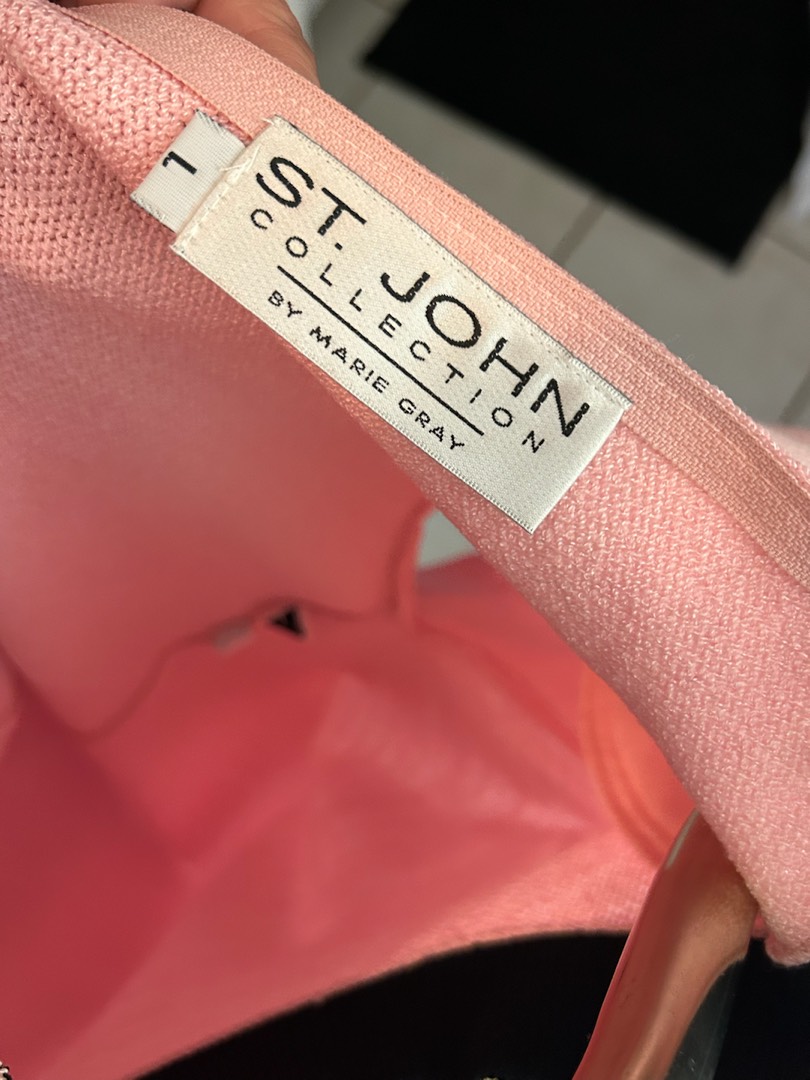 1
ST. JOHN
COLLECTION
BY MARIE GRAY